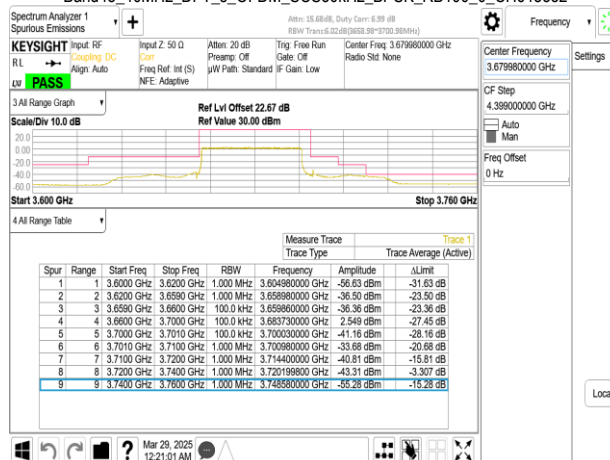 Spectrum Analyzer 1
Spurious Emissions
Attn: 15.68dB, Duty Corr: 6.99 dB
RBW Trans:6.02dB(3658.98~3700.98MHz)
Frequency
KEYSIGHT
Input: RF
Coupling: DC
Align: Auto
Input Z: 50 Ω
Corr
Freq Ref: Int (S)
NFE: Adaptive
Atten: 20 dB
Preamp: Off
µW Path: Standard
Trig: Free Run
Gate: Off
IF Gain: Low
Center Freq: 3.679980000 GHz
Radio Std: None
RL
LXI
PASS
Center Frequency
3.679980000 GHz
Settings
CF Step
4.399000000 GHz
Auto
Man
Freq Offset
0 Hz
3 All Range Graph
Scale/Div 10.0 dB
Ref Lvl Offset 22.67 dB
Ref Value 30.00 dBm
20.0
0.00
-20.0
-40.0
-60.0
Start 3.600 GHz
Stop 3.760 GHz
4 All Range Table
Measure Trace Trace 1
Trace Type Trace Average (Active)
Spur Range Start Freq Stop Freq RBW Frequency Amplitude ΔLimit
1 1 3.6000 GHz 3.6200 GHz 1.000 MHz 3.604980000 GHz -56.63 dBm -31.63 dB
2 2 3.6200 GHz 3.6590 GHz 1.000 MHz 3.658980000 GHz -36.50 dBm -23.50 dB
3 3 3.6590 GHz 3.6600 GHz 100.0 kHz 3.659860000 GHz -36.36 dBm -23.36 dB
4 4 3.6600 GHz 3.7000 GHz 100.0 kHz 3.683730000 GHz 2.549 dBm -27.45 dB
5 5 3.7000 GHz 3.7010 GHz 100.0 kHz 3.700030000 GHz -41.16 dBm -28.16 dB
6 6 3.7010 GHz 3.7100 GHz 1.000 MHz 3.700980000 GHz -33.68 dBm -20.68 dB
7 7 3.7100 GHz 3.7200 GHz 1.000 MHz 3.714400000 GHz -40.81 dBm -15.81 dB
8 8 3.7200 GHz 3.7400 GHz 1.000 MHz 3.720199800 GHz -43.31 dBm -3.307 dB
9 9 3.7400 GHz 3.7600 GHz 1.000 MHz 3.748580000 GHz -55.28 dBm -15.28 dB
Loca
Mar 29, 2025
12:21:01 AM